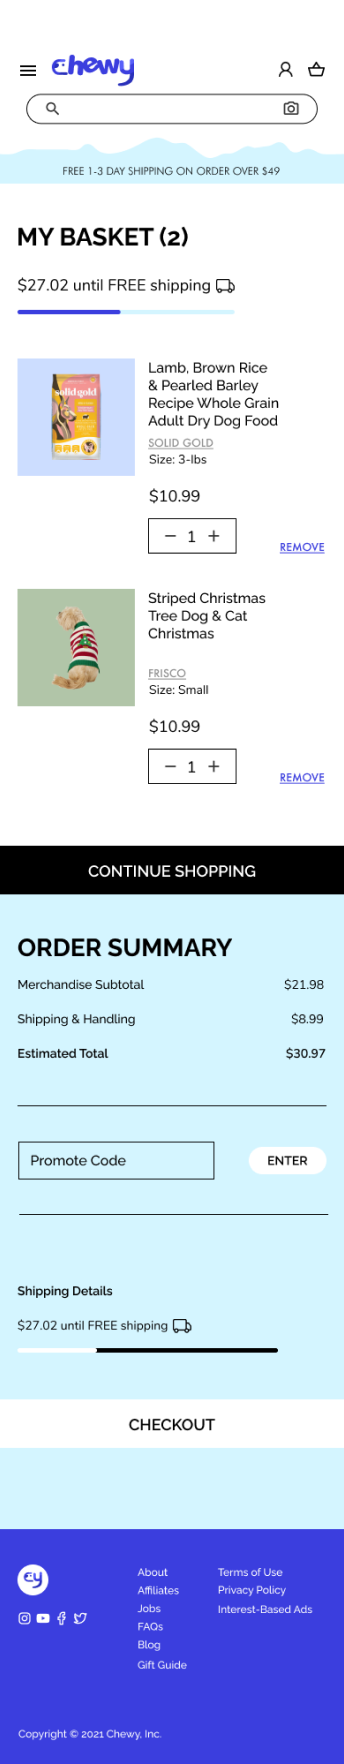 chewy
FREE 1-3 DAY SHIPPING ON ORDER OVER $49
MY BASKET (2)
$27.02 until FREE shipping
solid gold
Lamb, Brown Rice
& Pearled Barley
Recipe Whole Grain
Adult Dry Dog Food
SOLID GOLD
Size: 3-lbs
$10.99
− 1 +
REMOVE
Striped Christmas
Tree Dog & Cat
Christmas
FRISCO
Size: Small
$10.99
− 1 +
REMOVE
CONTINUE SHOPPING
ORDER SUMMARY
Merchandise Subtotal $21.98
Shipping & Handling $8.99
Estimated Total $30.97
Promote Code ENTER
Shipping Details
$27.02 until FREE shipping
CHECKOUT
About
Affiliates
Jobs
FAQs
Blog
Gift Guide
Terms of Use
Privacy Policy
Interest-Based Ads
Copyright © 2021 Chewy, Inc.